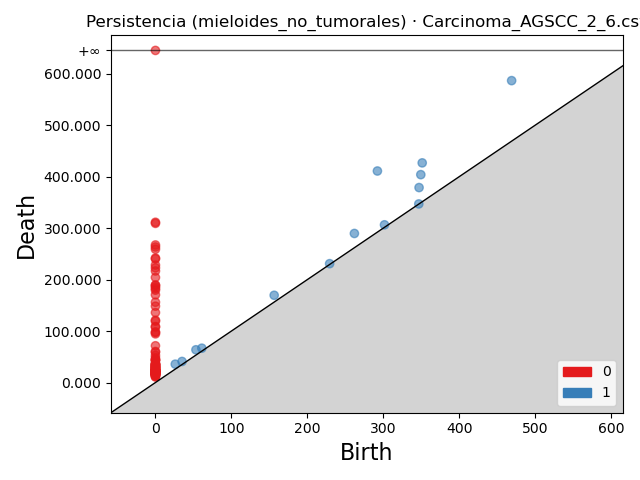 Persistencia (mieloides_no_tumorales) · Carcinoma_AGSCC_2_6.cs
+∞
600.000
500.000
400.000
300.000
200.000
100.000
0.000
Death
0
1
0 100 200 300 400 500 600
Birth